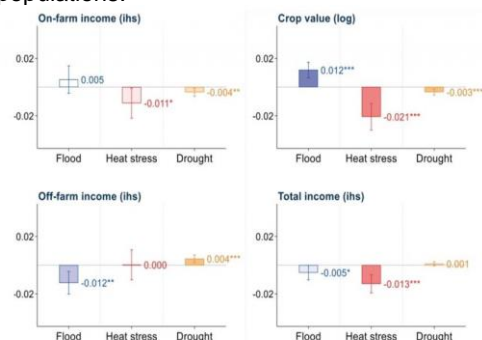 populations.
On-farm income (ihs)
0.02
-0.02
0.005
-0.011*
-0.004**
Flood Heat stress Drought
Crop value (log)
0.02
-0.02
0.012***
-0.021***
-0.003***
Flood Heat stress Drought
Off-farm income (ihs)
0.02
-0.02
-0.012**
0.000
0.004***
Flood Heat stress Drought
Total income (ihs)
0.02
-0.02
-0.005*
-0.013***
0.001
Flood Heat stress Drought